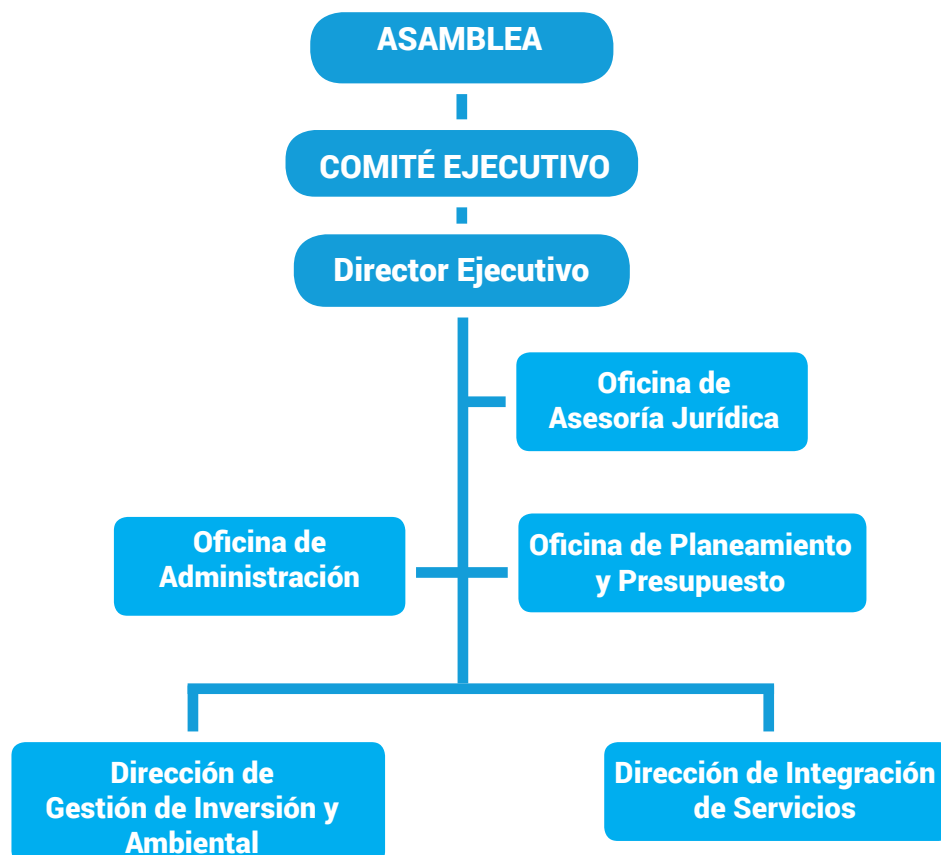 ASAMBLEA
COMITÉ EJECUTIVO
Director Ejecutivo
Oficina de
Asesoría Jurídica
Oficina de
Administración
Oficina de Planeamiento
y Presupuesto
Dirección de
Gestión de Inversión y
Ambiental
Dirección de Integración
de Servicios